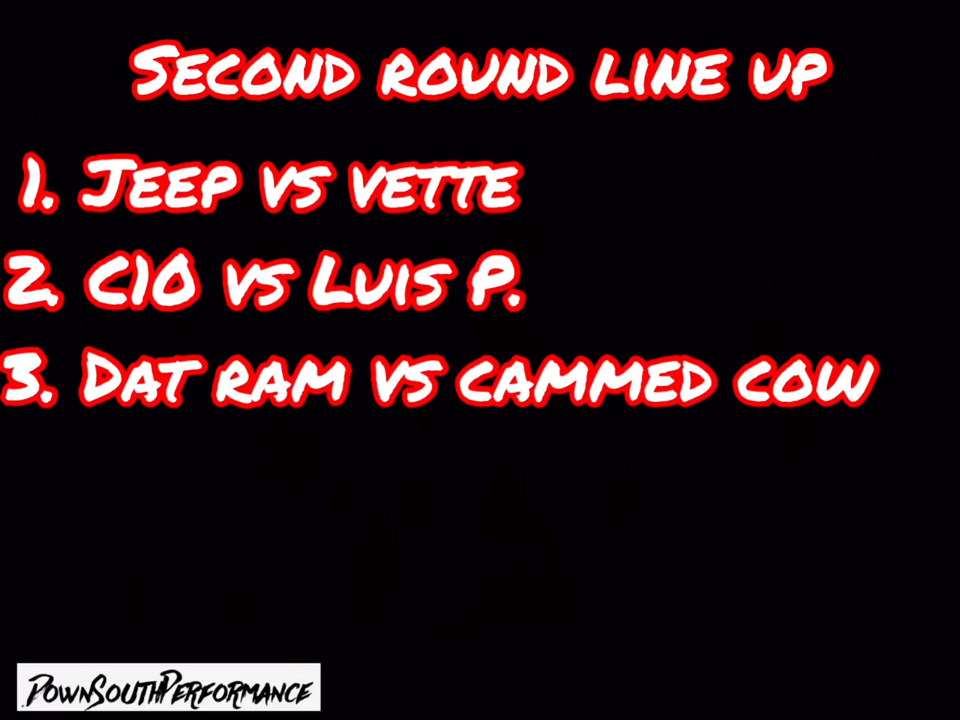 Second round line up
1. Jeep vs vette
2. C10 vs Luis P.
3. Dat ram vs cammed cow
DownSouthPerformance